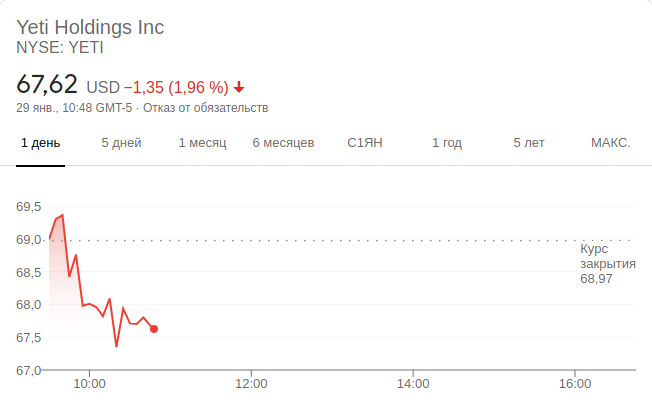 Yeti Holdings Inc
NYSE: YETI
67,62 USD −1,35 (1,96 %)
29 янв., 10:48 GMT-5 · Отказ от обязательств
1 день 5 дней 1 месяц 6 месяцев С1ЯН 1 год 5 лет МАКС.
69,5
69,0
Курс
закрытия
68,97
68,5
68,0
67,5
67,0
10:00 12:00 14:00 16:00